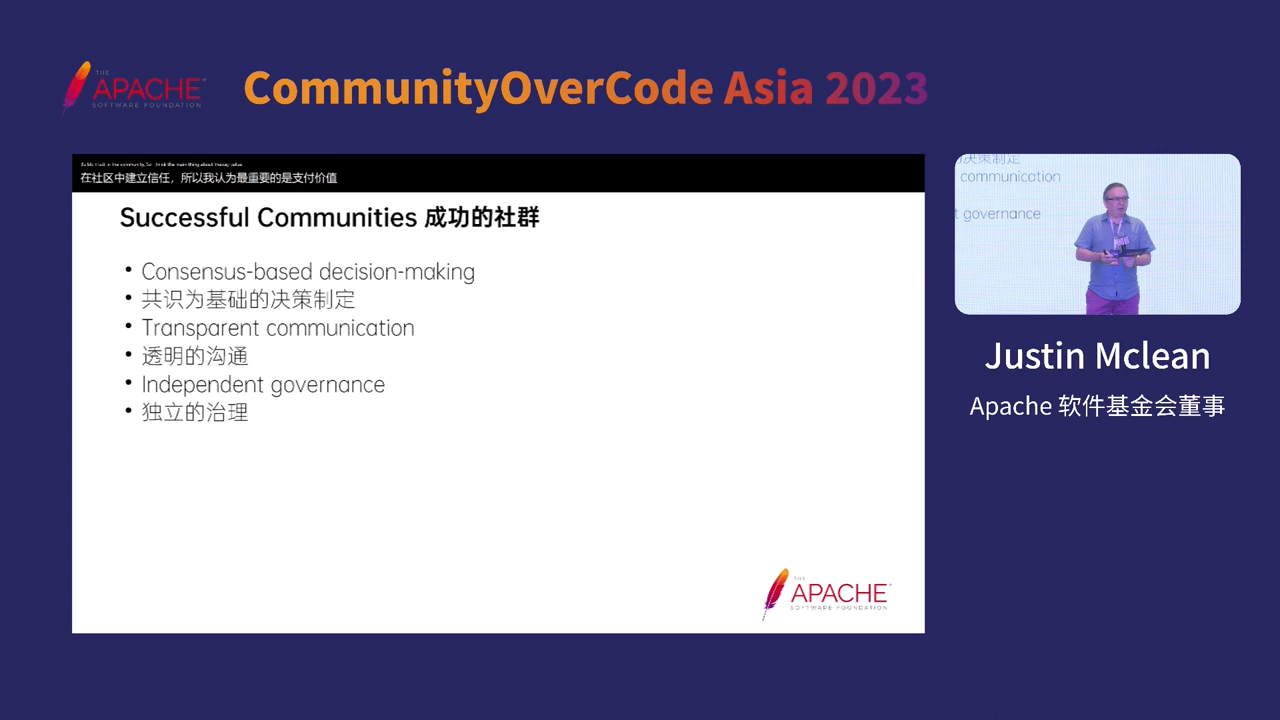 THE
APACHE
SOFTWARE FOUNDATION
CommunityOverCode Asia 2023
在社区中建立信任，所以我认为最重要的是支付价值
Successful Communities 成功的社群
• Consensus-based decision-making
• 共识为基础的决策制定
• Transparent communication
• 透明的沟通
• Independent governance
• 独立的治理
THE
APACHE
SOFTWARE FOUNDATION
决策制定
communication
governance
Justin Mclean
Apache 软件基金会董事